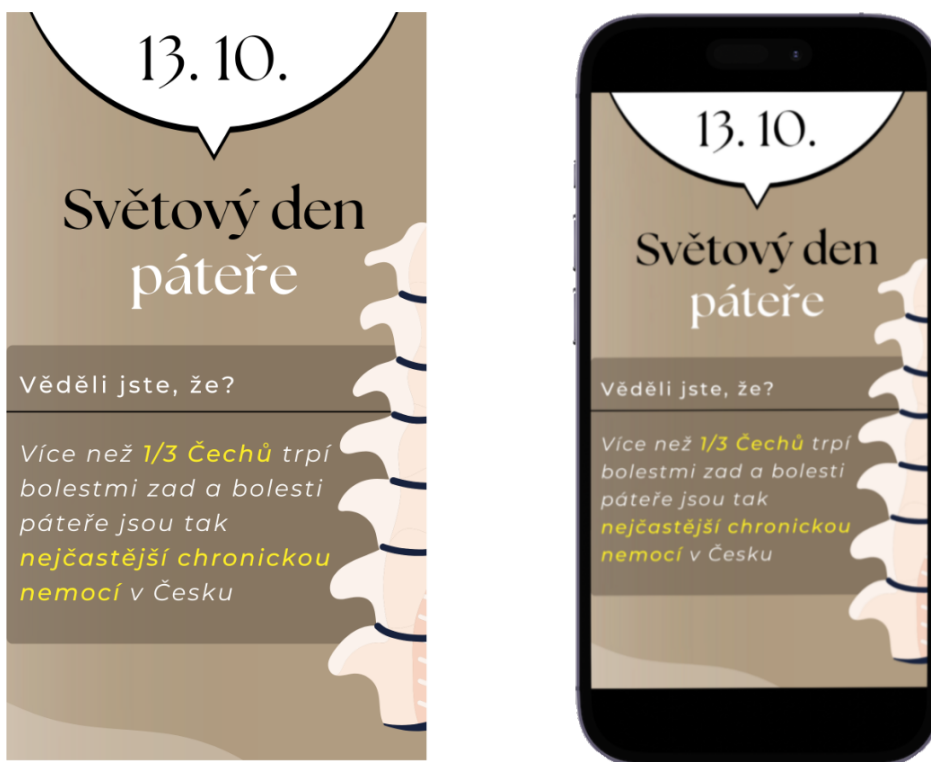 13. 10.
Světový den
páteře
Věděli jste, že?
Více než 1/3 Čechů trpí
bolestmi zad a bolesti
páteře jsou tak
nejčastější chronickou
nemocí v Česku
13. 10.
Světový den
páteře
Věděli jste, že?
Více než 1/3 Čechů trpí
bolestmi zad a bolesti
páteře jsou tak
nejčastější chronickou
nemocí v Česku